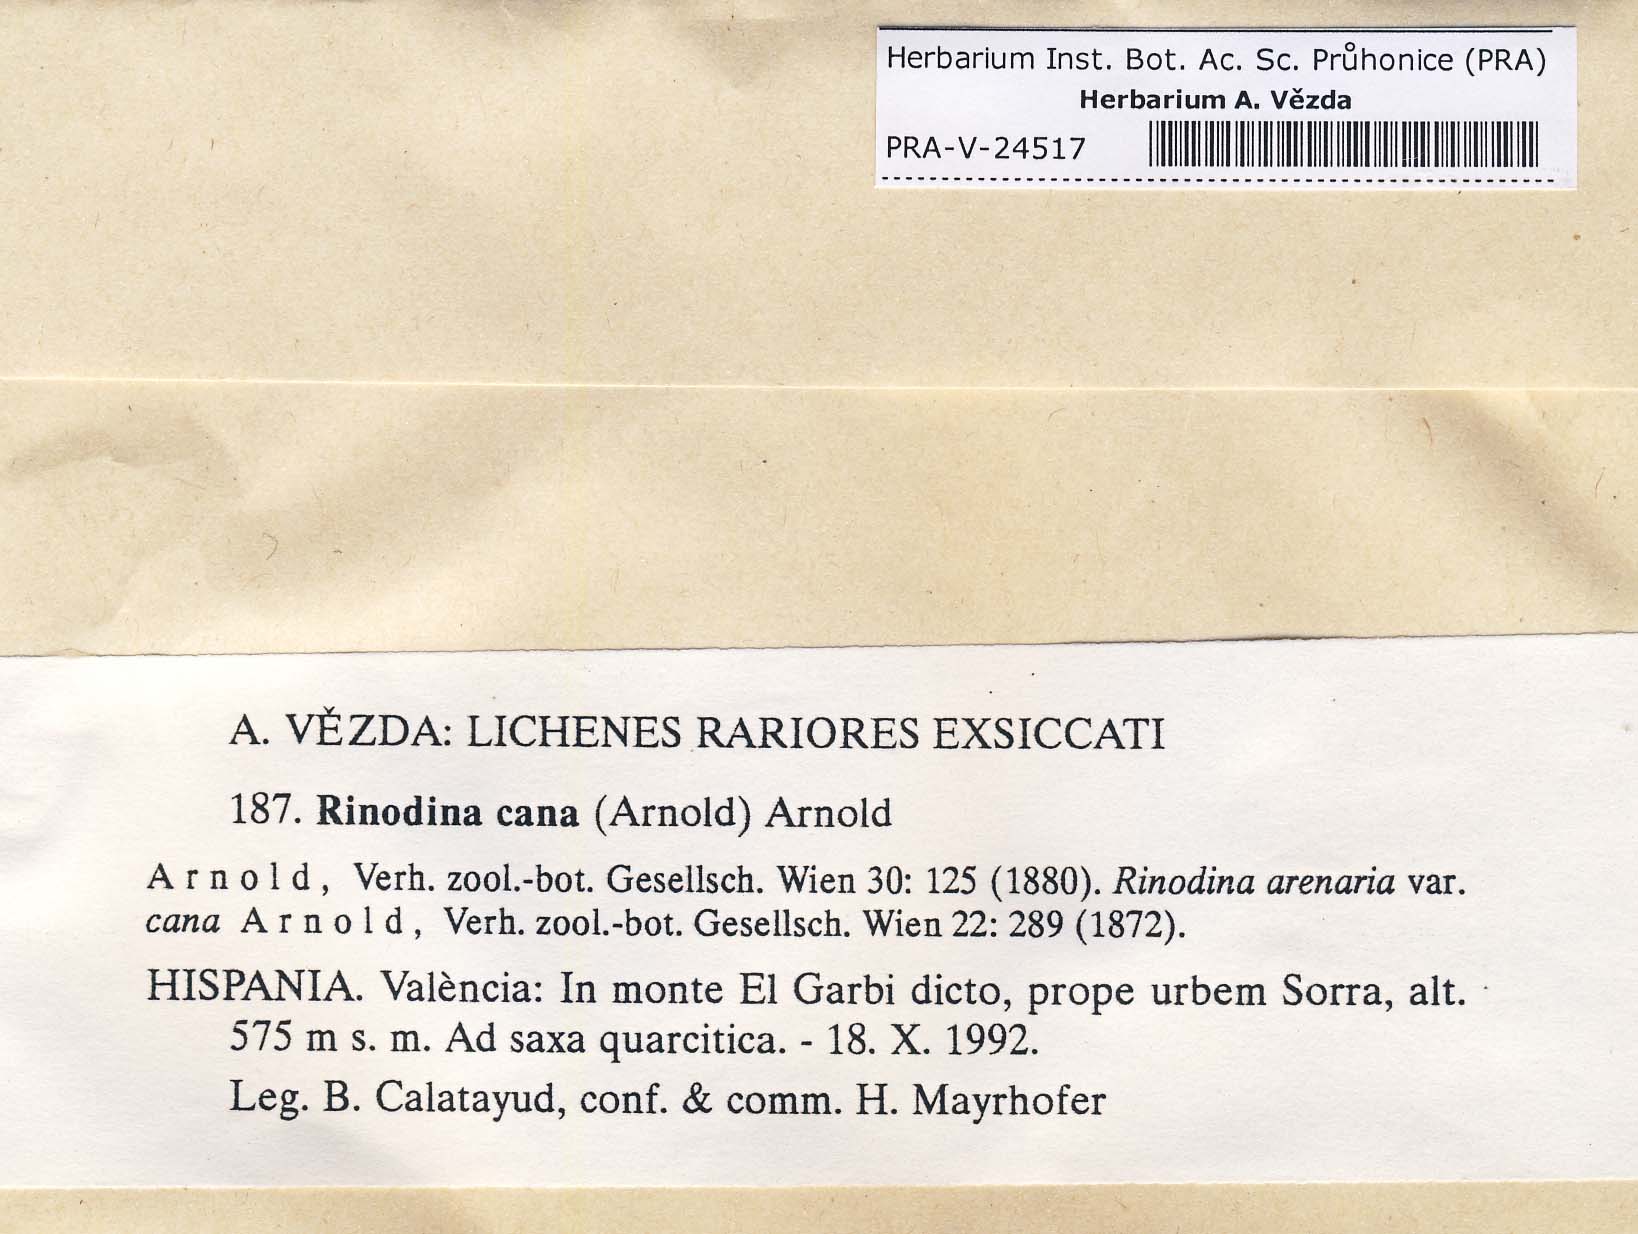 Herbarium Inst. Bot. Ac. Sc. Průhonice (PRA)
Herbarium A. Vězda
PRA-V-24517
A. VĚZDA: LICHENES RARIORES EXSICCATI
187. Rinodina cana (Arnold) Arnold
Arnold, Verh. zool.-bot. Gesellsch. Wien 30: 125 (1880). Rinodina arenaria var.
cana Arnold, Verh. zool.-bot. Gesellsch. Wien 22: 289 (1872).
HISPANIA. València: In monte El Garbi dicto, prope urbem Sorra, alt.
575 m s. m. Ad saxa quarcitica. - 18. X. 1992.
Leg. B. Calatayud, conf. & comm. H. Mayrhofer